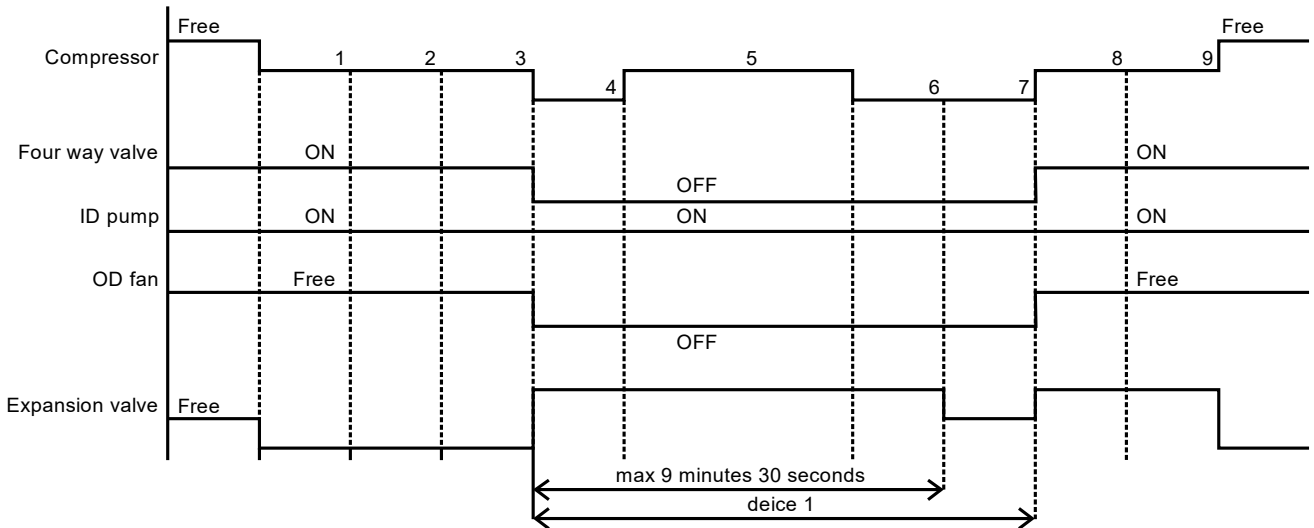 Free Free
Compressor 1 2 3 4 5 6 7 8 9
Four way valve ON OFF ON
ID pump ON ON ON
OD fan Free OFF Free
Expansion valve Free
max 9 minutes 30 seconds
deice 1